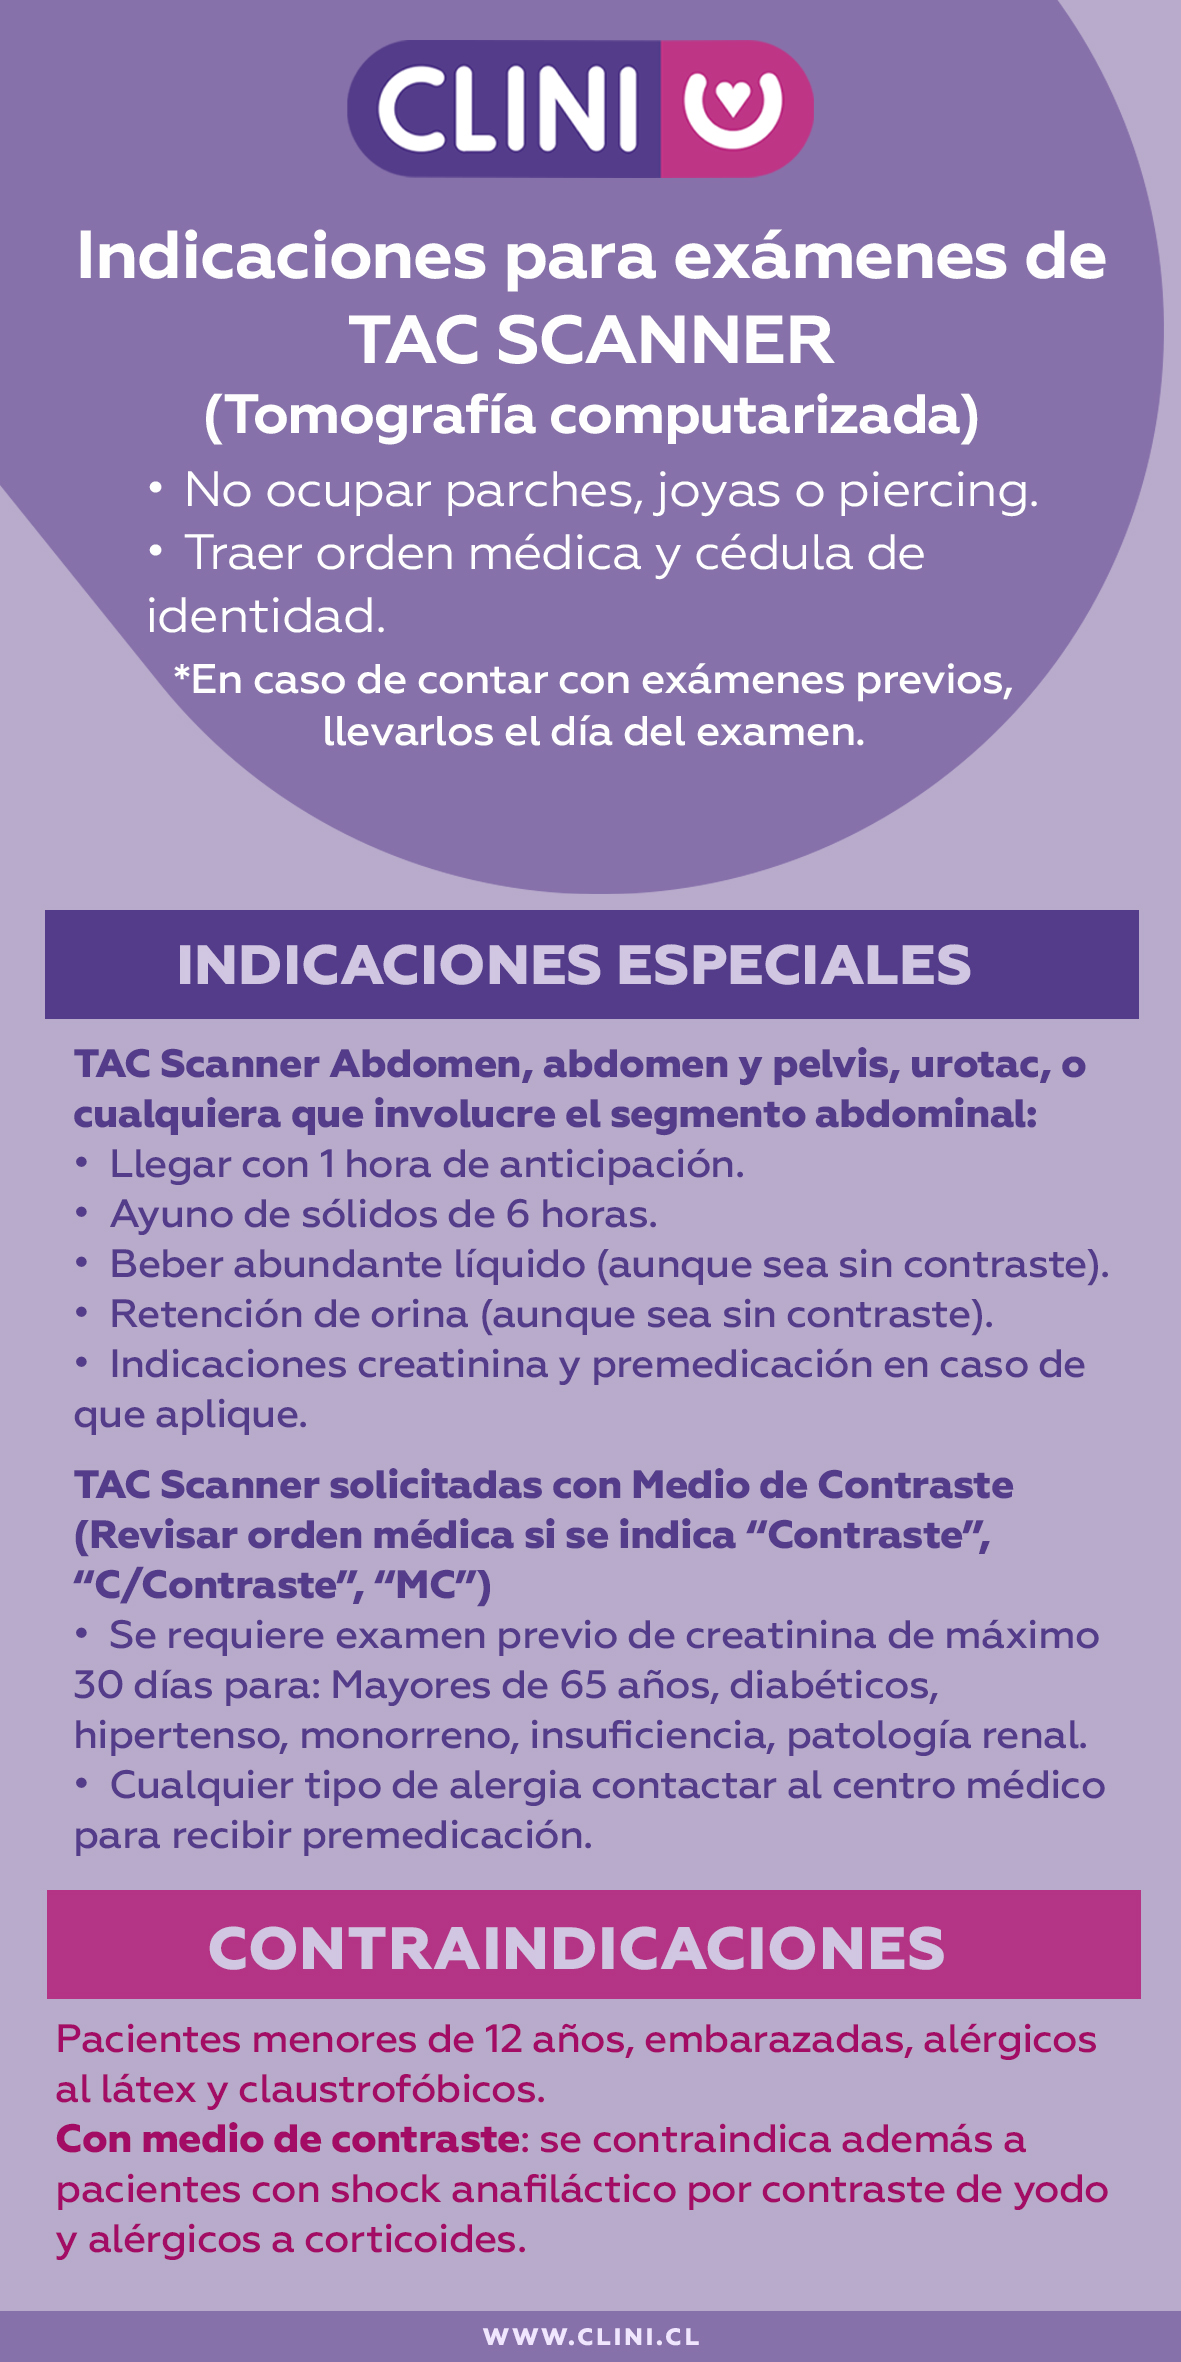 CLINI
Indicaciones para exámenes de
TAC SCANNER
(Tomografía computarizada)
• No ocupar parches, joyas o piercing.
• Traer orden médica y cédula de
identidad.
*En caso de contar con exámenes previos,
llevarlos el día del examen.
INDICACIONES ESPECIALES
TAC Scanner Abdomen, abdomen y pelvis, urotac, o
cualquiera que involucre el segmento abdominal:
• Llegar con 1 hora de anticipación.
• Ayuno de sólidos de 6 horas.
• Beber abundante líquido (aunque sea sin contraste).
• Retención de orina (aunque sea sin contraste).
• Indicaciones creatinina y premedicación en caso de
que aplique.
TAC Scanner solicitadas con Medio de Contraste
(Revisar orden médica si se indica “Contraste”,
“C/Contraste”, “MC”)
• Se requiere examen previo de creatinina de máximo
30 días para: Mayores de 65 años, diabéticos,
hipertenso, monorreno, insuficiencia, patología renal.
• Cualquier tipo de alergia contactar al centro médico
para recibir premedicación.
CONTRAINDICACIONES
Pacientes menores de 12 años, embarazadas, alérgicos
al látex y claustrofóbicos.
Con medio de contraste: se contraindica además a
pacientes con shock anafiláctico por contraste de yodo
y alérgicos a corticoides.
WWW.CLINI.CL